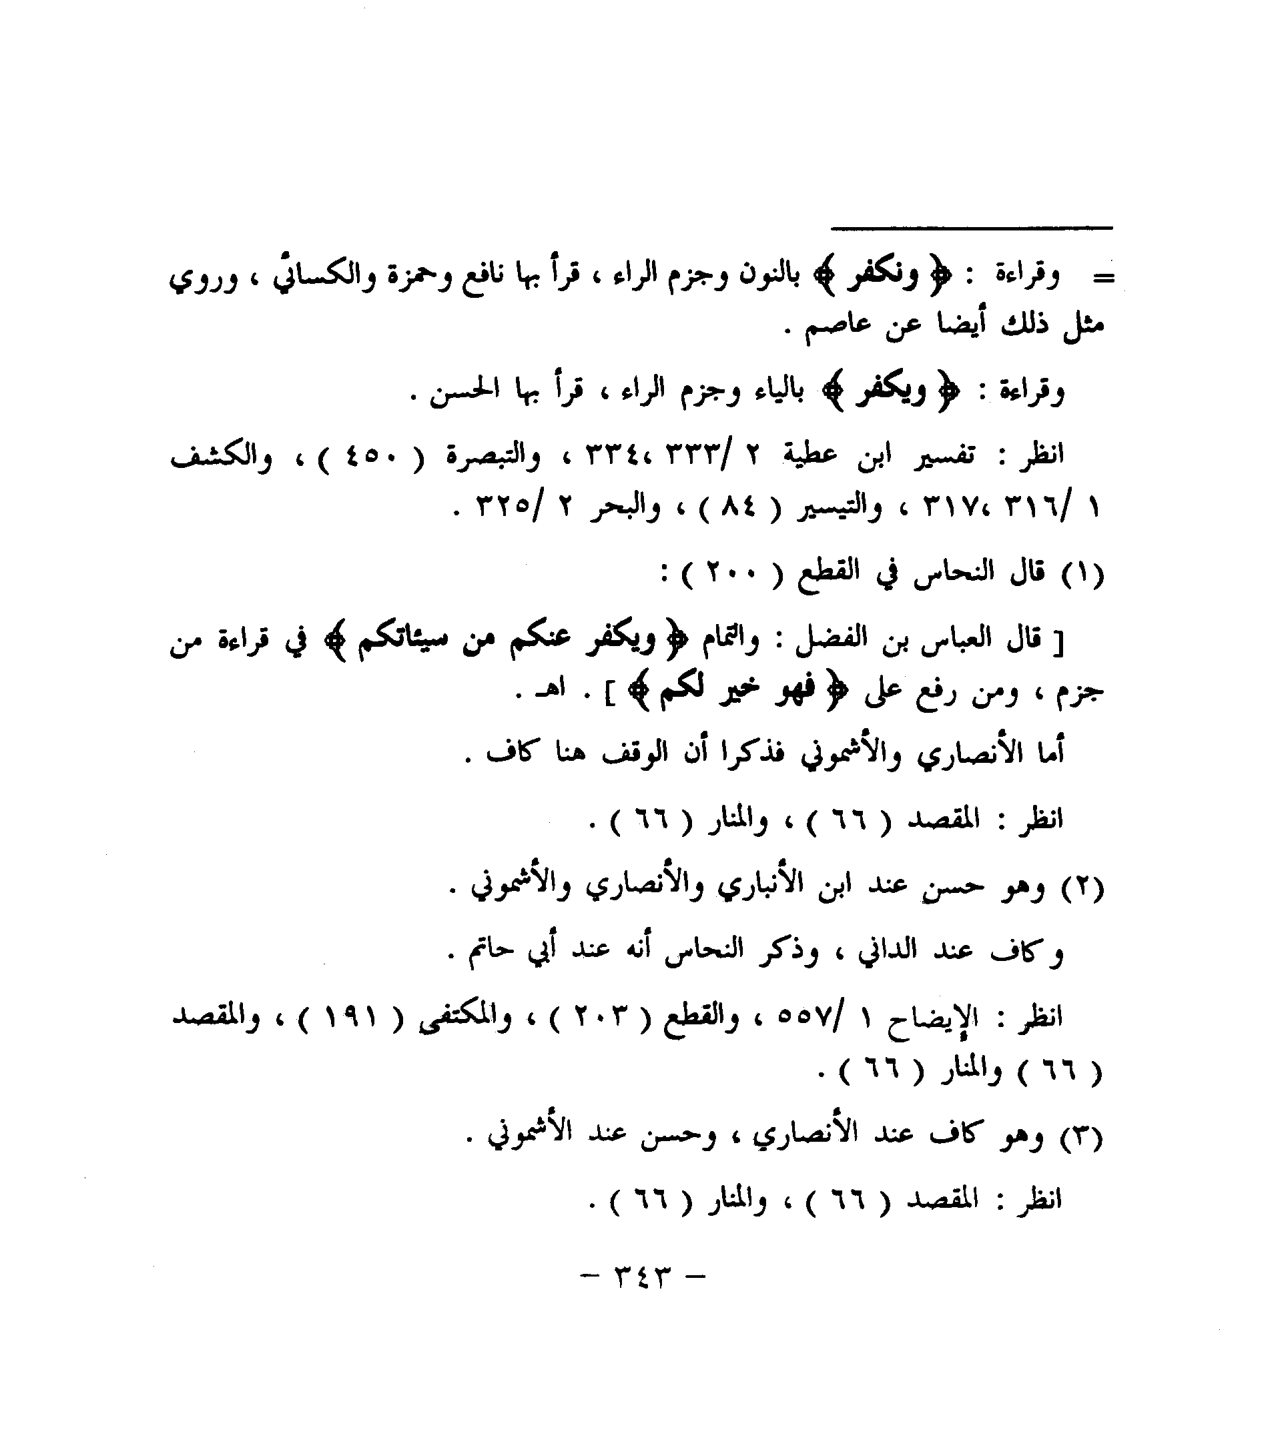 = وقراءة : ﴿ ونكفر ﴾ بالنون وجزم الراء ، قرأ بها نافع وحمزة والكسائي ، وروي
مثل ذلك أيضا عن عاصم .
وقراءة : ﴿ ويكفر ﴾ بالياء وجزم الراء ، قرأ بها الحسن .
انظر : تفسير ابن عطية ٢ /٣٣٣ ،٣٣٤ ، والتبصرة ( ٤٥٠ ) ، والكشف
١ /٣١٦ ،٣١٧ ، والتيسير ( ٨٤ ) ، والبحر ٢ /٣٢٥ .
(١) قال النحاس في القطع ( ٢٠٠ ) :
[ قال العباس بن الفضل : والتمام ﴿ ويكفر عنكم من سيئاتكم ﴾ في قراءة من
جزم ، ومن رفع على ﴿ فهو خير لكم ﴾ ] . اهـ .
أما الأنصاري والأشموني فذكرا أن الوقف هنا كاف .
انظر : المقصد ( ٦٦ ) ، والمنار ( ٦٦ ) .
(٢) وهو حسن عند ابن الأنباري والأنصاري والأشموني .
وكاف عند الداني ، وذكر النحاس أنه عند أبي حاتم .
انظر : الإيضاح ١ /٥٥٧ ، والقطع ( ٢٠٣ ) ، والمكتفي ( ١٩١ ) ، والمقصد
( ٦٦ ) والمنار ( ٦٦ ) .
(٣) وهو كاف عند الأنصاري ، وحسن عند الأشموني .
انظر : المقصد ( ٦٦ ) ، والمنار ( ٦٦ ) .
– ٣٤٣ –